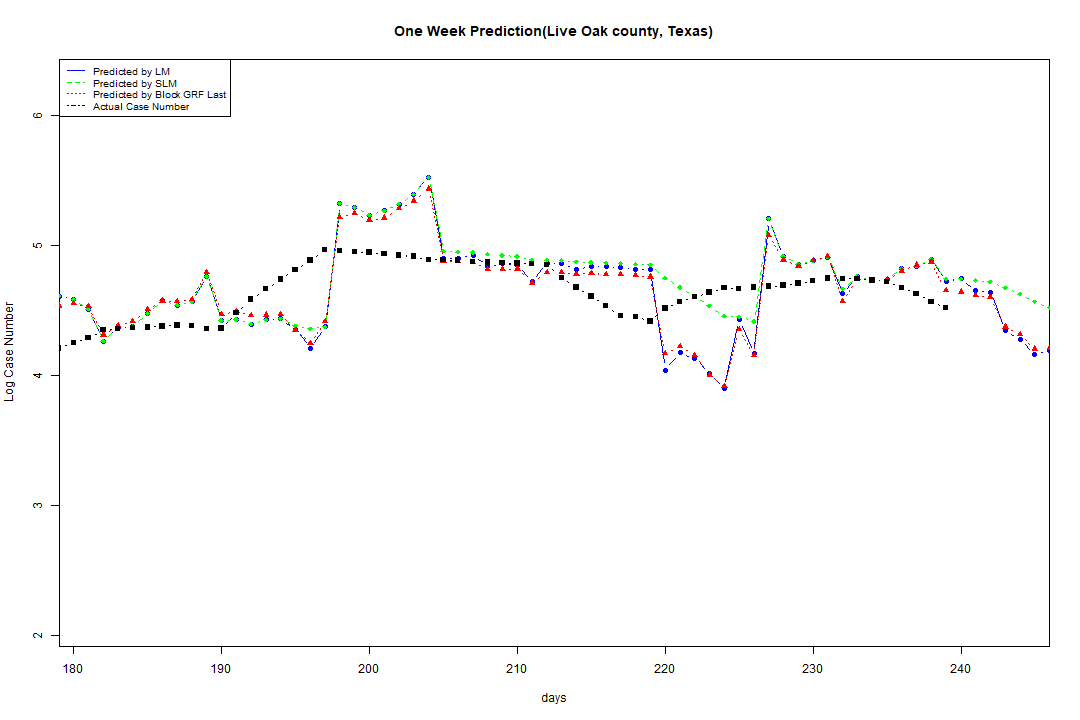 One Week Prediction(Live Oak county, Texas)
Predicted by LM
Predicted by SLM
Predicted by Block GRF Last
Actual Case Number
6
5
4
3
2
Log Case Number
180 190 200 210 220 230 240
days